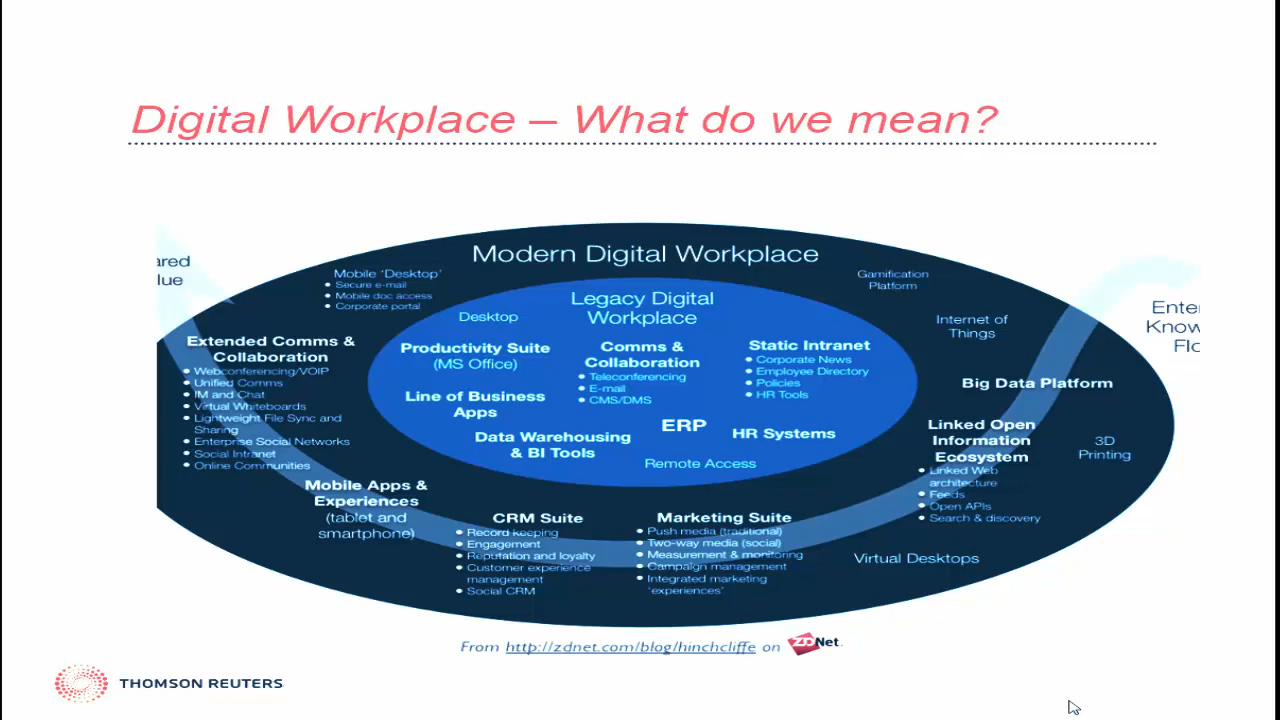 Digital Workplace – What do we mean?
Modern Digital Workplace
ared
lue
Mobile 'Desktop'
• Secure e-mail
• Mobile doc access
• Corporate portal
Gamification
Platform
Internet of
Things
Enter
Know
Flo
Extended Comms &
Collaboration
• Webconferencing/VOIP
• Unified Comms
• IM and Chat
• Virtual Whiteboards
• Lightweight File Sync and
Sharing
• Enterprise Social Networks
• Social Intranet
• Online Communities
Legacy Digital
Workplace
Desktop
Productivity Suite
(MS Office)
Comms &
Collaboration
• Teleconferencing
• E-mail
• CMS/DMS
Static Intranet
• Corporate News
• Employee Directory
• Policies
• HR Tools
Line of Business
Apps
Data Warehousing
& BI Tools
ERP
HR Systems
Remote Access
Big Data Platform
Linked Open
Information
Ecosystem
• Linked Web
architecture
• Feeds
• Open APIs
• Search & discovery
3D
Printing
Mobile Apps &
Experiences
(tablet and
smartphone)
CRM Suite
• Record keeping
• Engagement
• Reputation and loyalty
• Customer experience
management
• Social CRM
Marketing Suite
• Push media (traditional)
• Two-way media (social)
• Measurement & monitoring
• Campaign management
• Integrated marketing
'experiences'
Virtual Desktops
From http://zdnet.com/blog/hinchcliffe on ZDNet.
THOMSON REUTERS